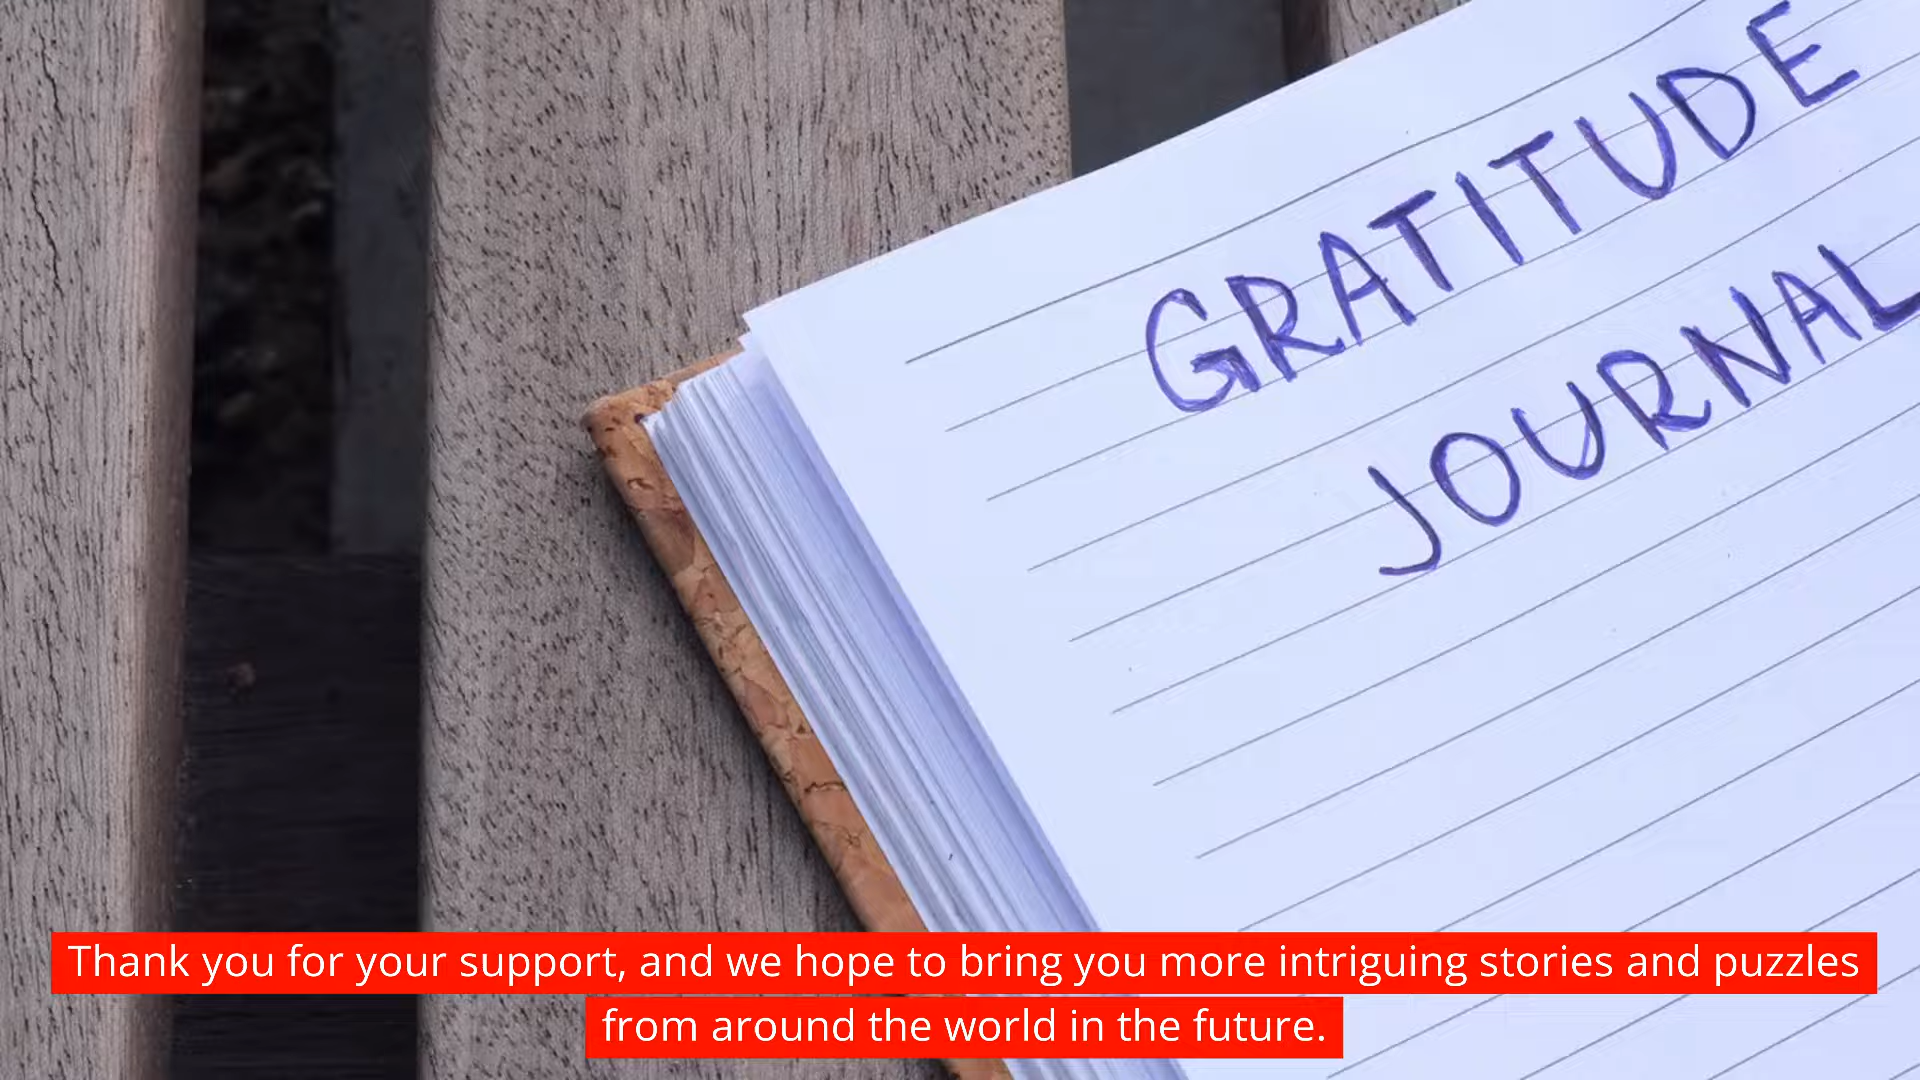 GRATITUDE
JOURNAL
Thank you for your support, and we hope to bring you more intriguing stories and puzzles
from around the world in the future.